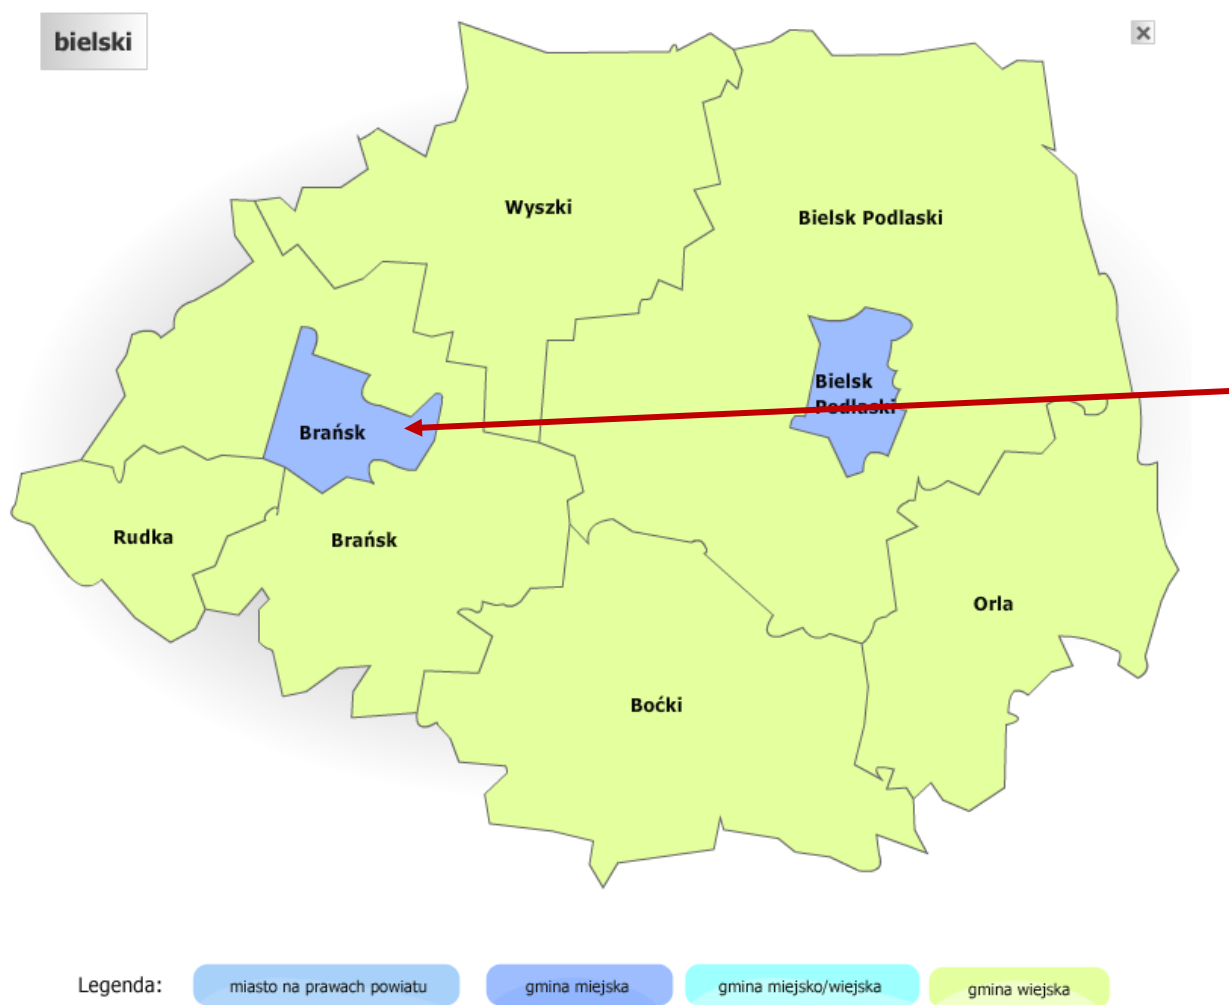 bielski
Wyszki
Bielsk Podlaski
Bielsk
Podlaski
Brańsk
Rudka
Brańsk
Orla
Boćki
Legenda:
miasto na prawach powiatu
gmina miejska
gmina miejsko/wiejska
gmina wiejska